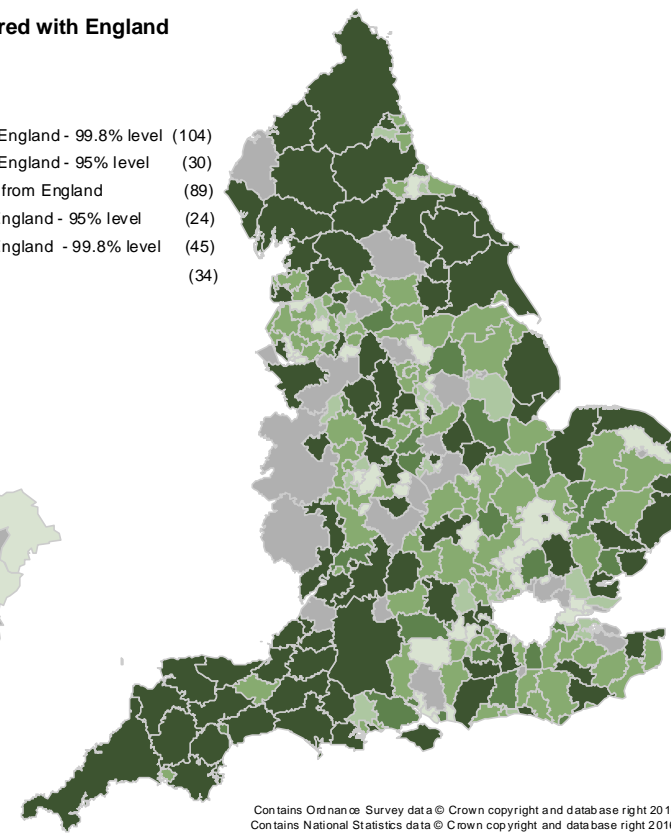 red with England
England - 99.8% level (104)
England - 95% level (30)
from England (89)
ngland - 95% level (24)
ngland - 99.8% level (45)
(34)
Contains Ordnance Survey data © Crown copyright and database right 201
Contains National Statistics data © Crown copyright and database right 2016